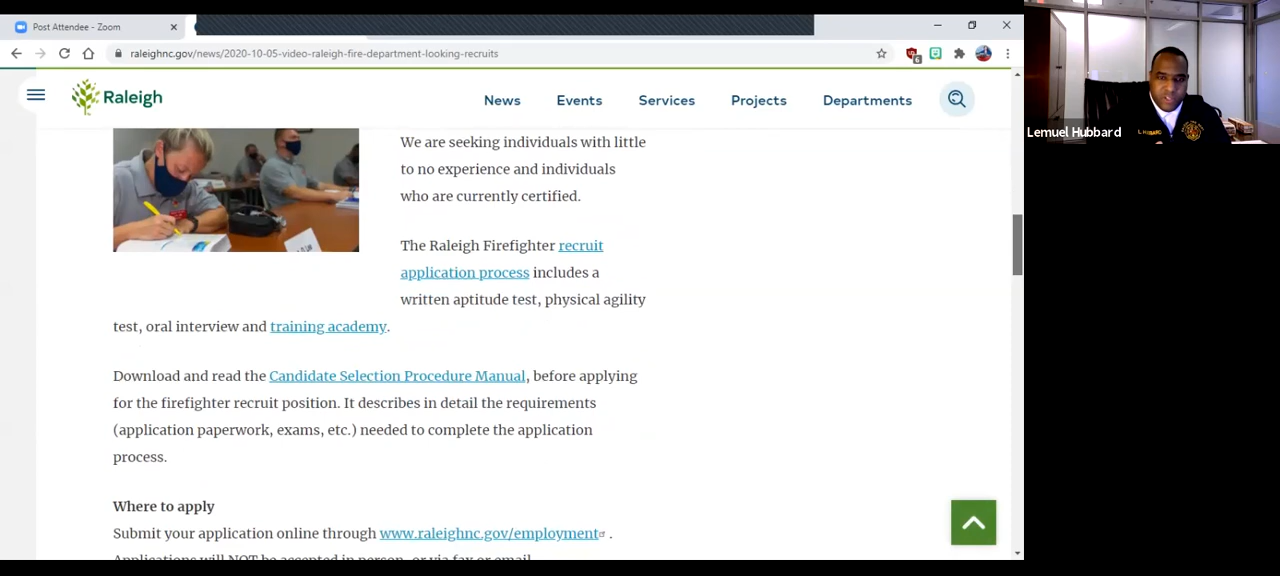 Post Attendee - Zoom
raleighnc.gov/news/2020-10-05-video-raleigh-fire-department-looking-recruits
6
Raleigh
News Events Services Projects Departments
We are seeking individuals with little
to no experience and individuals
who are currently certified.
The Raleigh Firefighter recruit
application process includes a
written aptitude test, physical agility
test, oral interview and training academy.
Download and read the Candidate Selection Procedure Manual, before applying
for the firefighter recruit position. It describes in detail the requirements
(application paperwork, exams, etc.) needed to complete the application
process.
Where to apply
Submit your application online through www.raleighnc.gov/employment .
Applications will NOT be accepted in person, or via fax or email.
Lemuel Hubbard